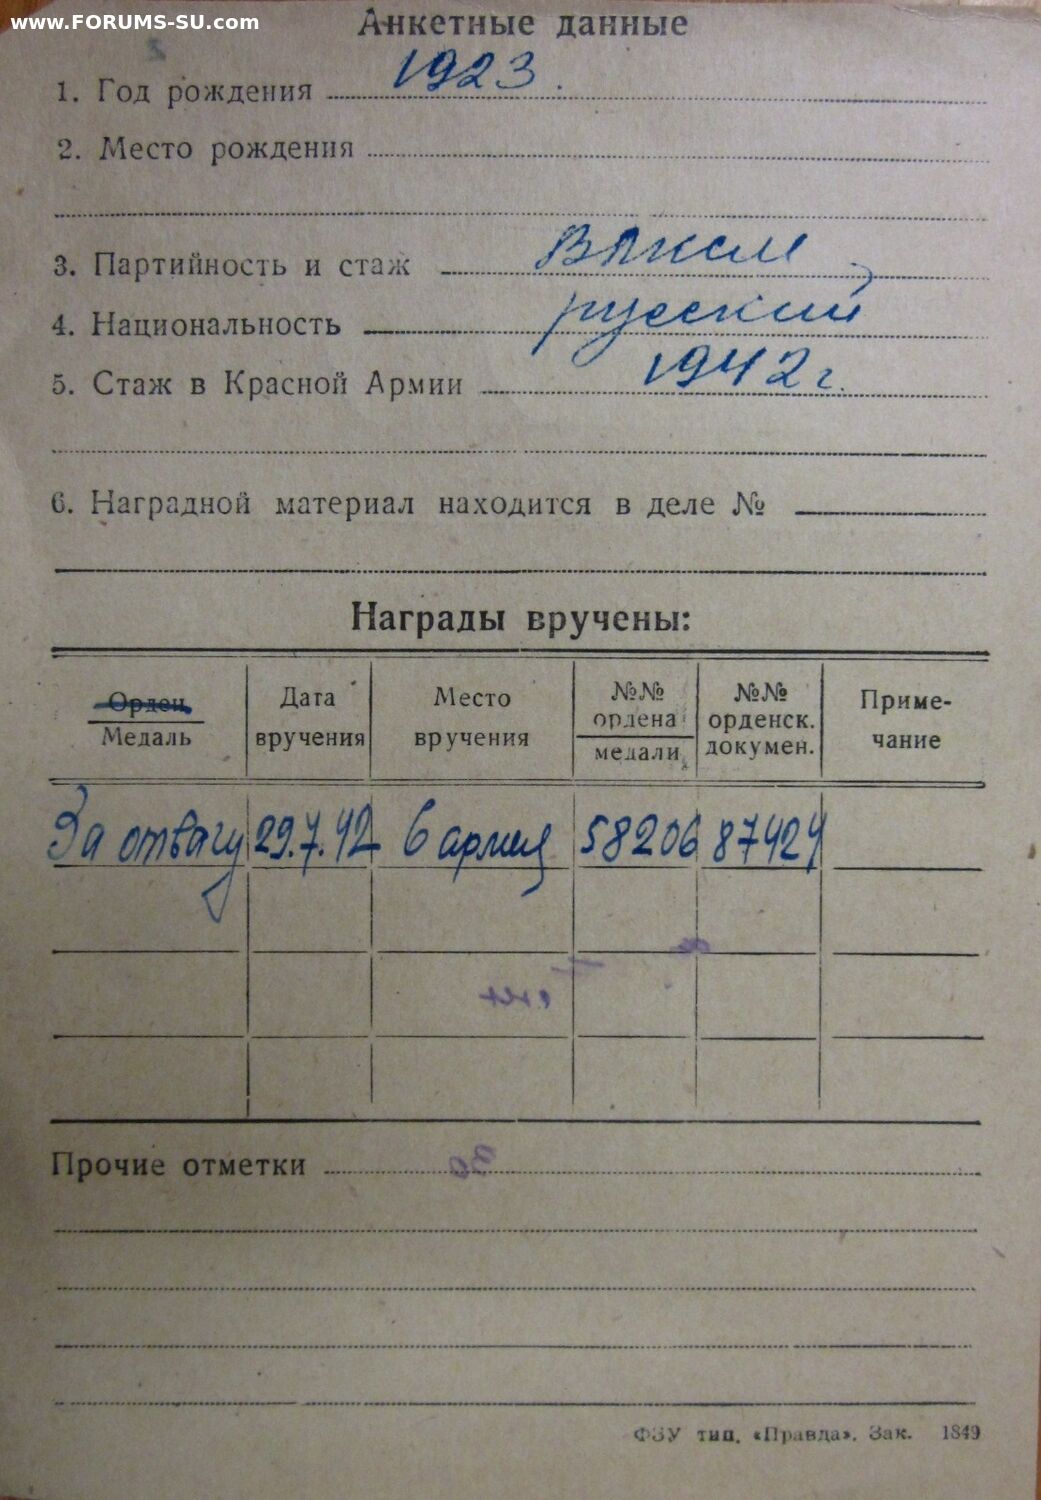 www.FORUMS-SU.com
Анкетные данные
1. Год рождения 1923.
2. Место рождения
3. Партийность и стаж ВЛКСМ
4. Национальность русский
5. Стаж в Красной Армии 1942 г.
6. Наградной материал находится в деле №
Награды вручены:
Орден Медаль | Дата вручения | Место вручения | №№ ордена медали | №№ орденск. докумен. | Приме-чание
За отвагу 29.7.42 6 армия 58206 87424
Прочие отметки
ФЗУ тип. «Правда». Зак. 1849